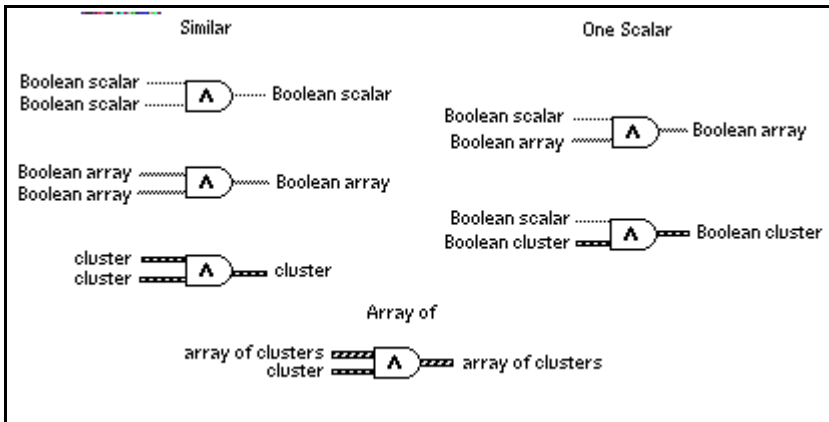 Similar
One Scalar
Boolean scalar
Boolean scalar
Λ
Boolean scalar
Boolean scalar
Boolean array
Λ
Boolean array
Boolean array
Boolean array
Λ
Boolean array
Boolean scalar
Boolean cluster
Λ
Boolean cluster
cluster
cluster
Λ
cluster
Array of
array of clusters
cluster
Λ
array of clusters